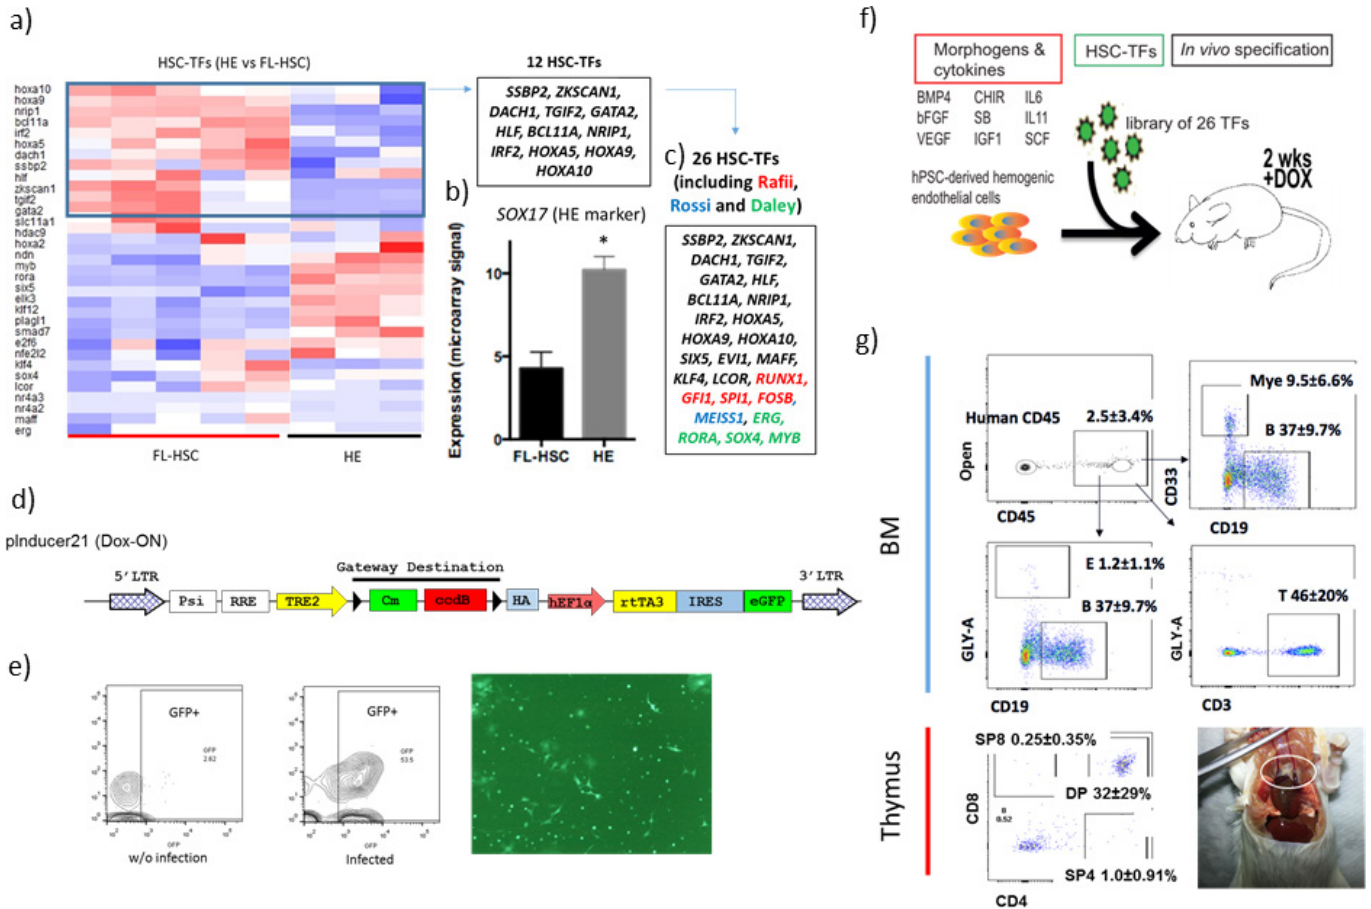 a)
HSC-TFs (HE vs FL-HSC)
hoxa10
hoxa9
nrip1
bcl11a
irf2
hoxa5
dach1
ssbp2
hlf
zkscan1
tgif2
gata2
slc11a1
hdac9
hoxa2
ndn
myb
rora
six5
elk3
klf12
plagl1
smad7
e2f6
nfe2l2
klf4
sox4
lcor
nr4a3
nr4a2
maff
erg
FL-HSC
HE
12 HSC-TFs
SSBP2, ZKSCAN1,
DACH1, TGIF2, GATA2,
HLF, BCL11A, NRIP1,
IRF2, HOXA5, HOXA9,
HOXA10
b)
SOX17 (HE marker)
Expression (microarray signal)
*
10
5
0
FL-HSC
HE
c)
26 HSC-TFs
(including Rafii,
Rossi and Daley)
SSBP2, ZKSCAN1,
DACH1, TGIF2,
GATA2, HLF,
BCL11A, NRIP1,
IRF2, HOXA5,
HOXA9, HOXA10,
SIX5, EVI1, MAFF,
KLF4, LCOR, RUNX1,
GFI1, SPI1, FOSB,
MEISS1, ERG,
RORA, SOX4, MYB
d)
pInducer21 (Dox-ON)
Gateway Destination
5'LTR
3'LTR
Psi
RRE
TRE2
Cm
ccdB
HA
hEF1α
rtTA3
IRES
eGFP
e)
GFP+
GFP
2.62
GFP
w/o infection
GFP+
GFP
53.5
GFP
Infected
f)
Morphogens &
cytokines
HSC-TFs
In vivo specification
BMP4 CHIR IL6
bFGF SB IL11
VEGF IGF1 SCF
library of 26 TFs
hPSC-derived hemogenic
endothelial cells
2 wks
+DOX
g)
BM
Human CD45
2.5±3.4%
Open
CD45
Mye 9.5±6.6%
B 37±9.7%
CD33
CD19
E 1.2±1.1%
B 37±9.7%
GLY-A
CD19
T 46±20%
GLY-A
CD3
Thymus
SP8 0.25±0.35%
DP 32±29%
0.52
SP4 1.0±0.91%
CD8
CD4